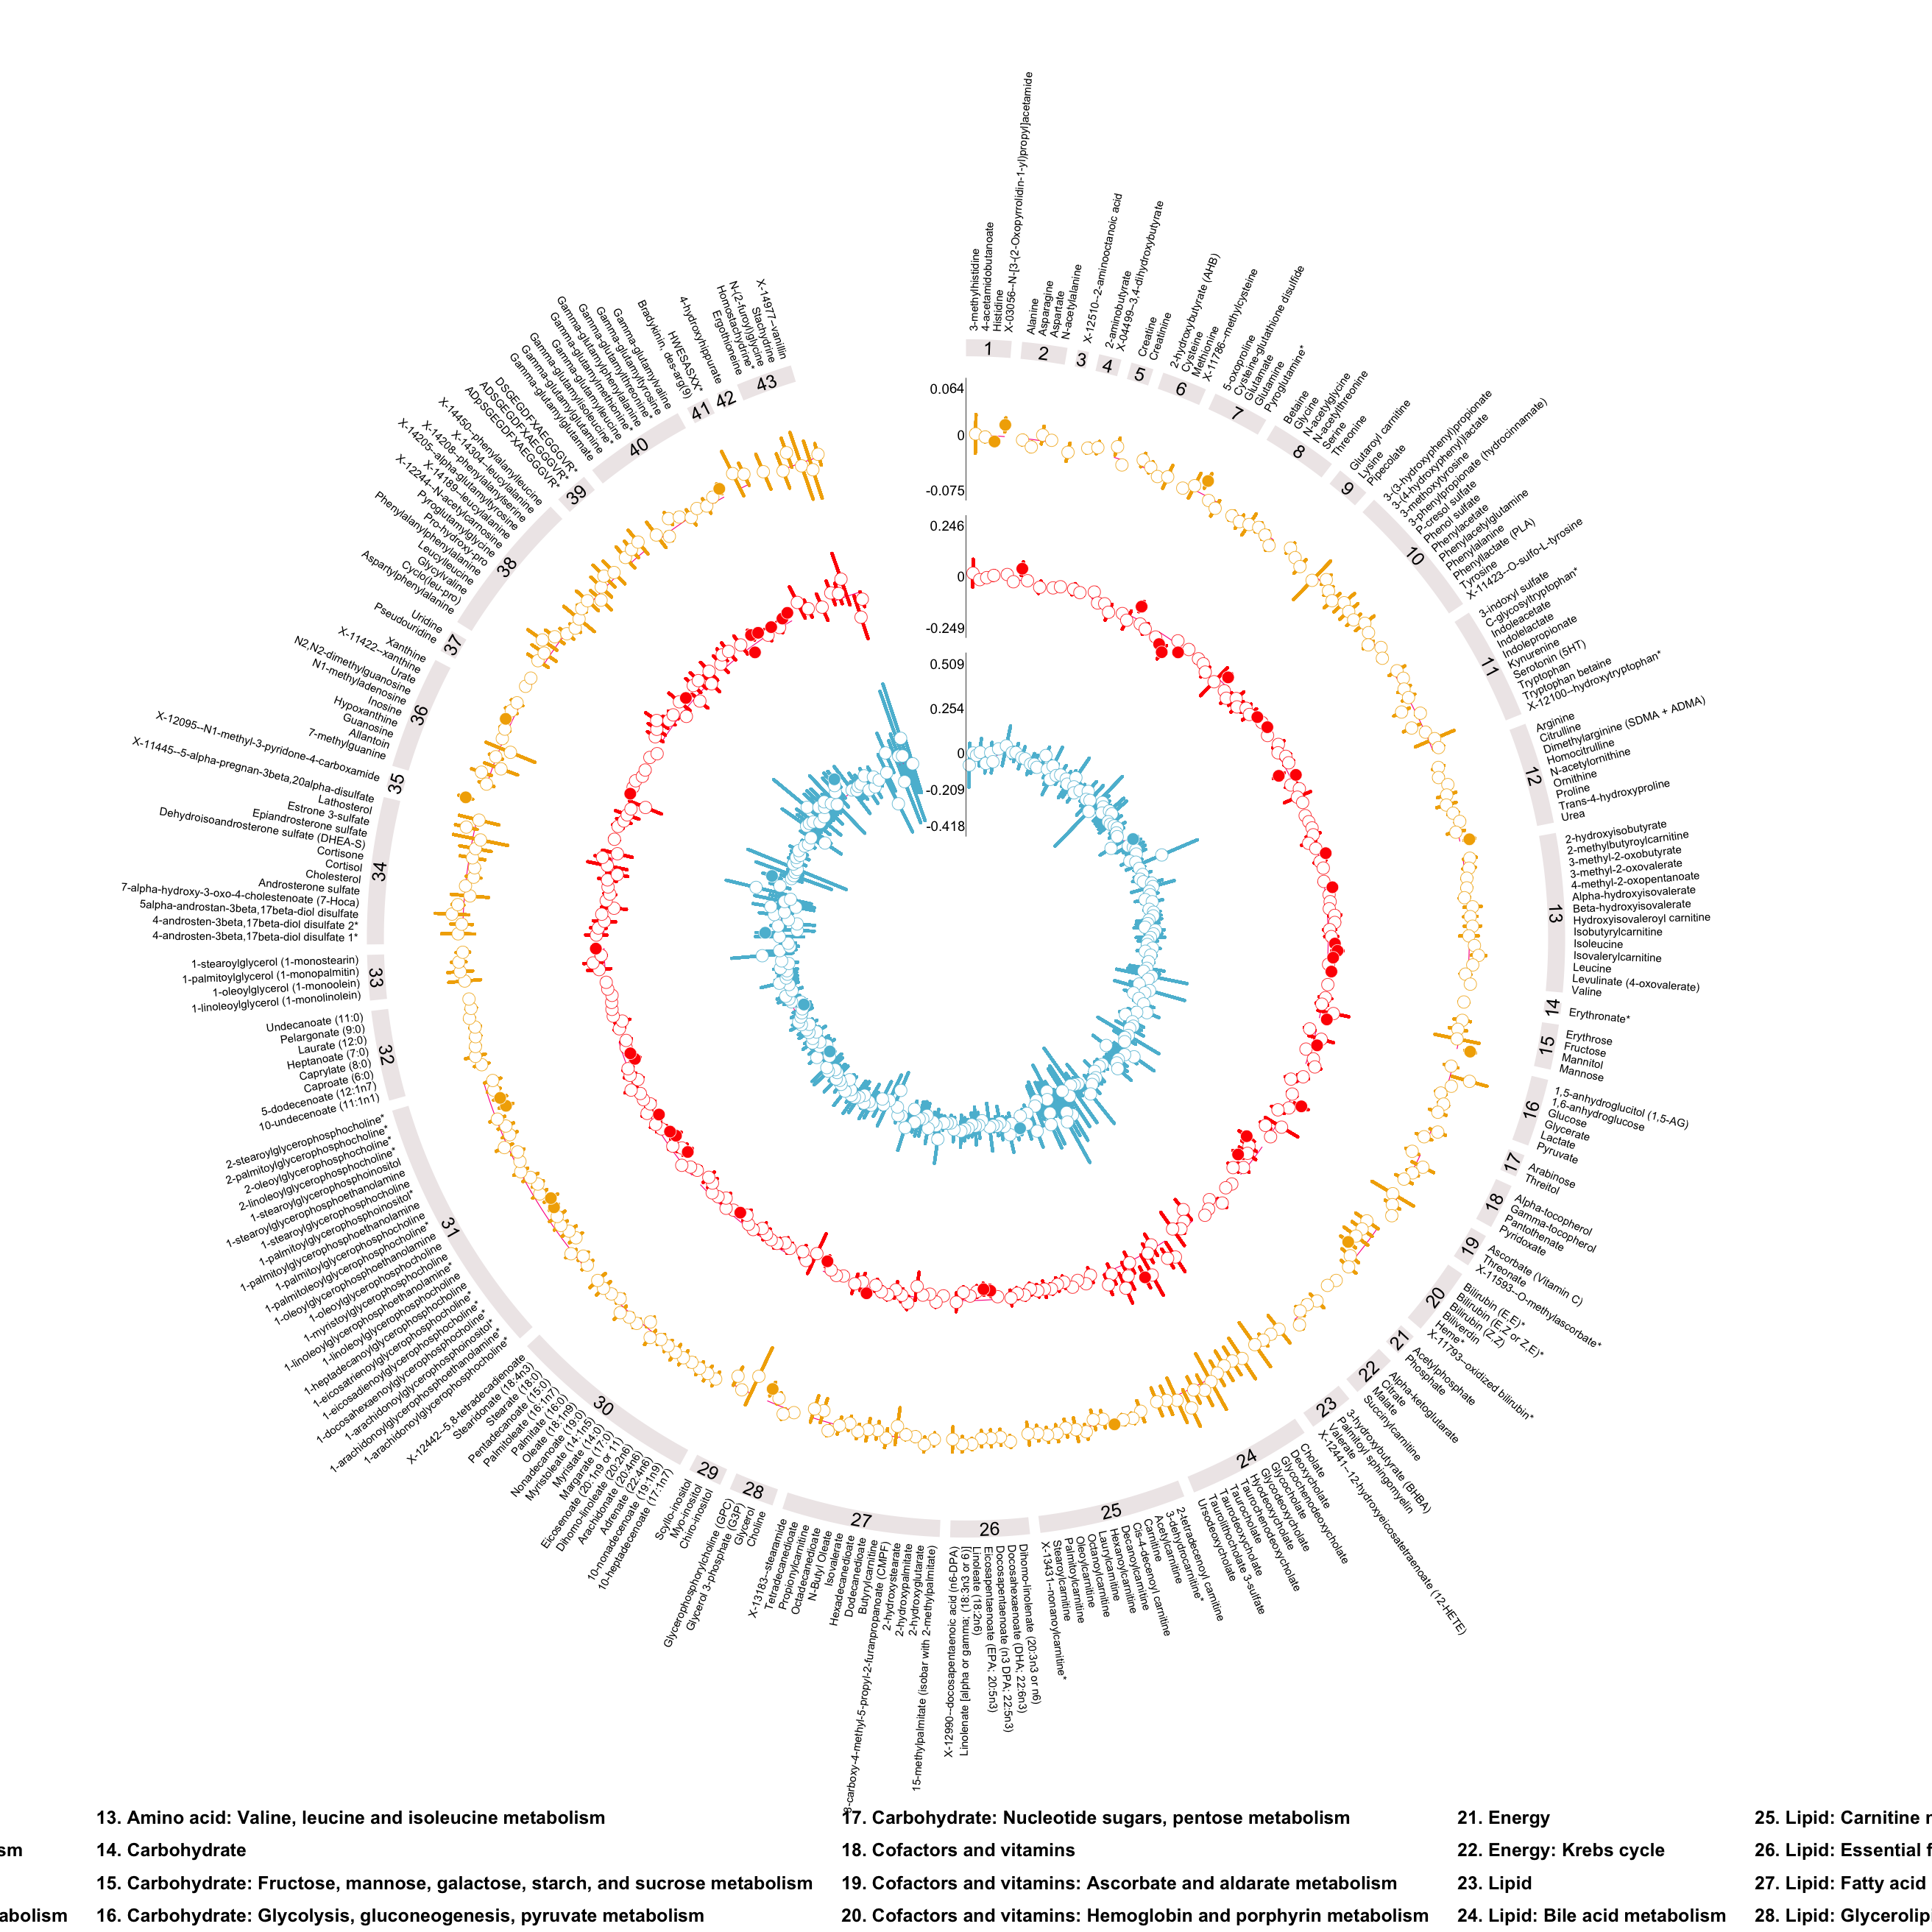 3-methylhistidine
4-acetamidobutanoate
Histidine
X-03056--N-[3-(2-Oxopyrrolidin-1-yl)propyl]acetamide
Alanine
Asparagine
Aspartate
N-acetylalanine
X-12510--2-aminooctanoic acid
2-aminobutyrate
X-04499--3,4-dihydroxybutyrate
Creatine
Creatinine
2-hydroxybutyrate (AHB)
Cysteine
Methionine
X-11786--methylcysteine
5-oxoproline
Cysteine-glutathione disulfide
Glutamate
Glutamine
Pyroglutamine*
Betaine
Glycine
N-acetylglycine
N-acetylthreonine
Serine
Threonine
Glutaroyl carnitine
Lysine
Pipecolate
3-(3-hydroxyphenyl)propionate
3-(4-hydroxyphenyl)lactate
3-methoxytyrosine
3-phenylpropionate (hydrocinnamate)
P-cresol sulfate
Phenol sulfate
Phenylacetate
Phenylacetylglutamine
Phenylalanine
Phenyllactate (PLA)
Tyrosine
X-11423--O-sulfo-L-tyrosine
3-indoxyl sulfate
C-glycosyltryptophan*
Indoleacetate
Indolelactate
Indolepropionate
Kynurenine
Serotonin (5HT)
Tryptophan
Tryptophan betaine
X-12100--hydroxytryptophan*
Arginine
Citrulline
Dimethylarginine (SDMA + ADMA)
Homocitrulline
N-acetylornithine
Ornithine
Proline
Trans-4-hydroxyproline
Urea
2-hydroxyisobutyrate
2-methylbutyroylcarnitine
3-methyl-2-oxobutyrate
3-methyl-2-oxovalerate
4-methyl-2-oxopentanoate
Alpha-hydroxyisovalerate
Beta-hydroxyisovalerate
Hydroxyisovaleroyl carnitine
Isobutyrylcarnitine
Isoleucine
Isovalerylcarnitine
Leucine
Levulinate (4-oxovalerate)
Valine
Erythronate*
Erythrose
Fructose
Mannitol
Mannose
1,5-anhydroglucitol (1,5-AG)
1,6-anhydroglucose
Glucose
Glycerate
Lactate
Pyruvate
Arabinose
Threitol
Alpha-tocopherol
Gamma-tocopherol
Pantothenate
Pyridoxate
Ascorbate (Vitamin C)
Threonate
X-11593--O-methylascorbate*
Bilirubin (E,E)*
Bilirubin (E,Z or Z,E)*
Bilirubin (Z,Z)
Biliverdin
Heme*
X-11793--oxidized bilirubin*
Acetylphosphate
Phosphate
Alpha-ketoglutarate
Citrate
Malate
Succinylcarnitine
3-hydroxybutyrate (BHBA)
Palmitoyl sphingomyelin
Valerate
X-12441--12-hydroxyeicosatetraenoate (12-HETE)
Cholate
Deoxycholate
Glycochenodeoxycholate
Glycocholate
Glycodeoxycholate
Hyodeoxycholate
Taurochenodeoxycholate
Taurocholate
Taurodeoxycholate
Taurolithocholate 3-sulfate
Ursodeoxycholate
2-tetradecenoyl carnitine
3-dehydrocarnitine*
Acetylcarnitine
Carnitine
Cis-4-decenoyl carnitine
Decanoylcarnitine
Hexanoylcarnitine
Laurylcarnitine
Octanoylcarnitine
Oleoylcarnitine
Palmitoylcarnitine
Stearoylcarnitine
X-13431--nonanoylcarnitine*
Dihomo-linolenate (20:3n3 or n6)
Docosahexaenoate (DHA; 22:6n3)
Docosapentaenoate (n3 DPA; 22:5n3)
Eicosapentaenoate (EPA; 20:5n3)
Linoleate (18:2n6)
Linolenate [alpha or gamma; (18:3n3 or 6)]
X-12990--docosapentaenoic acid (n6-DPA)
15-methylpalmitate (isobar with 2-methylpalmitate)
2-hydroxyglutarate
2-hydroxypalmitate
2-hydroxystearate
3-carboxy-4-methyl-5-propyl-2-furanpropanoate (CMPF)
Butyrylcarnitine
Dodecanedioate
Hexadecanedioate
Isovalerate
N-Butyl Oleate
Octadecanedioate
Propionylcarnitine
Tetradecanedioate
X-13183--stearamide
Choline
Glycerol
Glycerol 3-phosphate (G3P)
Glycerophosphorylcholine (GPC)
Chiro-inositol
Myo-inositol
Scyllo-inositol
10-heptadecenoate (17:1n7)
10-nonadecenoate (19:1n9)
Adrenate (22:4n6)
Arachidonate (20:4n6)
Dihomo-linoleate (20:2n6)
Eicosenoate (20:1n9 or 11)
Margarate (17:0)
Myristate (14:0)
Myristoleate (14:1n5)
Nonadecanoate (19:0)
Oleate (18:1n9)
Palmitate (16:0)
Palmitoleate (16:1n7)
Pentadecanoate (15:0)
Stearate (18:0)
Stearidonate (18:4n3)
X-12442--5,8-tetradecadienoate
1-arachidonoylglycerophosphocholine*
1-arachidonoylglycerophosphoethanolamine*
1-arachidonoylglycerophosphoinositol*
1-docosahexaenoylglycerophosphocholine*
1-eicosadienoylglycerophosphocholine*
1-eicosatrienoylglycerophosphocholine*
1-heptadecanoylglycerophosphocholine
1-linoleoylglycerophosphocholine
1-linoleoylglycerophosphoethanolamine*
1-myristoylglycerophosphocholine
1-oleoylglycerophosphocholine
1-oleoylglycerophosphoethanolamine
1-palmitoleoylglycerophosphocholine*
1-palmitoylglycerophosphocholine
1-palmitoylglycerophosphoethanolamine
1-palmitoylglycerophosphoinositol*
1-stearoylglycerophosphocholine
1-stearoylglycerophosphoethanolamine
1-stearoylglycerophosphoinositol
2-linoleoylglycerophosphocholine*
2-oleoylglycerophosphocholine*
2-palmitoylglycerophosphocholine*
2-stearoylglycerophosphocholine*
10-undecenoate (11:1n1)
5-dodecenoate (12:1n7)
Caproate (6:0)
Caprylate (8:0)
Heptanoate (7:0)
Laurate (12:0)
Pelargonate (9:0)
Undecanoate (11:0)
1-linoleoylglycerol (1-monolinolein)
1-oleoylglycerol (1-monoolein)
1-palmitoylglycerol (1-monopalmitin)
1-stearoylglycerol (1-monostearin)
4-androsten-3beta,17beta-diol disulfate 1*
4-androsten-3beta,17beta-diol disulfate 2*
5alpha-androstan-3beta,17beta-diol disulfate
7-alpha-hydroxy-3-oxo-4-cholestenoate (7-Hoca)
Androsterone sulfate
Cholesterol
Cortisol
Cortisone
Dehydroisoandrosterone sulfate (DHEA-S)
Epiandrosterone sulfate
Estrone 3-sulfate
Lathosterol
X-11445--5-alpha-pregnan-3beta,20alpha-disulfate
X-12095--N1-methyl-3-pyridone-4-carboxamide
7-methylguanine
Allantoin
Guanosine
Hypoxanthine
Inosine
N1-methyladenosine
N2,N2-dimethylguanosine
Urate
X-11422--xanthine
Xanthine
Pseudouridine
Uridine
Aspartylphenylalanine
Cyclo(leu-pro)
Glycylvaline
Leucylleucine
Phenylalanylphenylalanine
Pro-hydroxy-pro
Pyroglutamylglycine
X-12244--N-acetylcarnosine
X-14189--leucylalanine
X-14205--alpha-glutamyltyrosine
X-14208--phenylalanylserine
X-14304--leucylalanine
X-14450--phenylalanylleucine
ADpSGEGDFXAEGGGVR*
ADSGEGDFXAEGGGVR*
DSGEGDFXAEGGGVR*
Gamma-glutamylglutamate
Gamma-glutamylglutamine
Gamma-glutamylisoleucine*
Gamma-glutamylleucine
Gamma-glutamylmethionine*
Gamma-glutamylphenylalanine
Gamma-glutamylthreonine*
Gamma-glutamyltyrosine
Gamma-glutamylvaline
Bradykinin, des-arg(9)
HWESASXX*
4-hydroxyhippurate
Ergothioneine
Homostachydrine*
N-(2-furoyl)glycine
Stachydrine
X-14977--vanillin
1
2
3
4
5
6
7
8
9
10
11
12
13
14
15
16
17
18
19
20
21
22
23
24
25
26
27
28
29
30
31
32
33
34
35
36
37
38
39
40
41
42
43
0.064
0
-0.075
0.246
0
-0.249
0.509
0.254
0
-0.209
-0.418
13. Amino acid: Valine, leucine and isoleucine metabolism
17. Carbohydrate: Nucleotide sugars, pentose metabolism
21. Energy
25. Lipid: Carnitine
sm
14. Carbohydrate
18. Cofactors and vitamins
22. Energy: Krebs cycle
26. Lipid: Essential
15. Carbohydrate: Fructose, mannose, galactose, starch, and sucrose metabolism
19. Cofactors and vitamins: Ascorbate and aldarate metabolism
23. Lipid
27. Lipid: Fatty acid
abolism
16. Carbohydrate: Glycolysis, gluconeogenesis, pyruvate metabolism
20. Cofactors and vitamins: Hemoglobin and porphyrin metabolism
24. Lipid: Bile acid metabolism
28. Lipid: Glycerolip